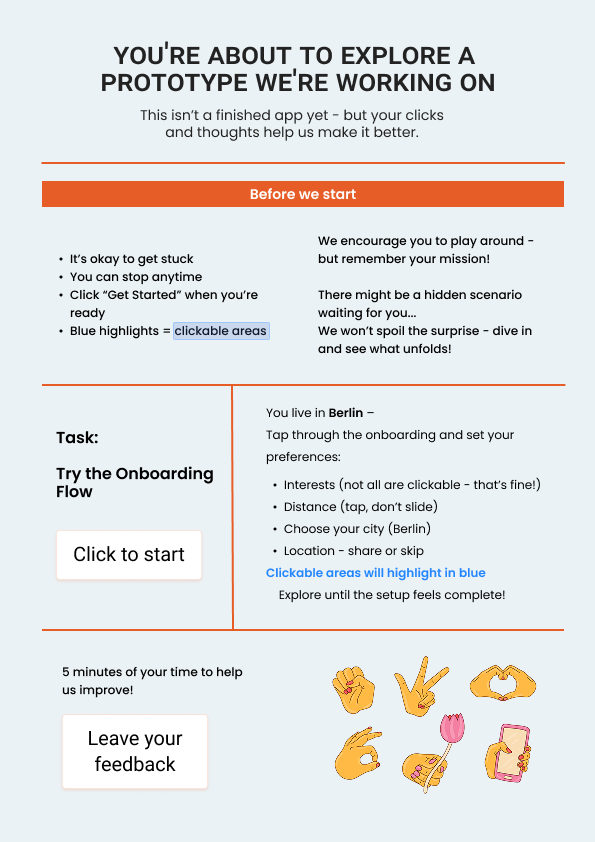 YOU'RE ABOUT TO EXPLORE A
PROTOTYPE WE'RE WORKING ON
This isn't a finished app yet - but your clicks
and thoughts help us make it better.
Before we start
• It's okay to get stuck
• You can stop anytime
• Click “Get Started” when you're
ready
• Blue highlights = clickable areas
We encourage you to play around -
but remember your mission!
There might be a hidden scenario
waiting for you...
We won't spoil the surprise - dive in
and see what unfolds!
Task:
Try the Onboarding
Flow
Click to start
You live in Berlin –
Tap through the onboarding and set your
preferences:
• Interests (not all are clickable - that's fine!)
• Distance (tap, don't slide)
• Choose your city (Berlin)
• Location - share or skip
Clickable areas will highlight in blue
Explore until the setup feels complete!
5 minutes of your time to help
us improve!
Leave your
feedback